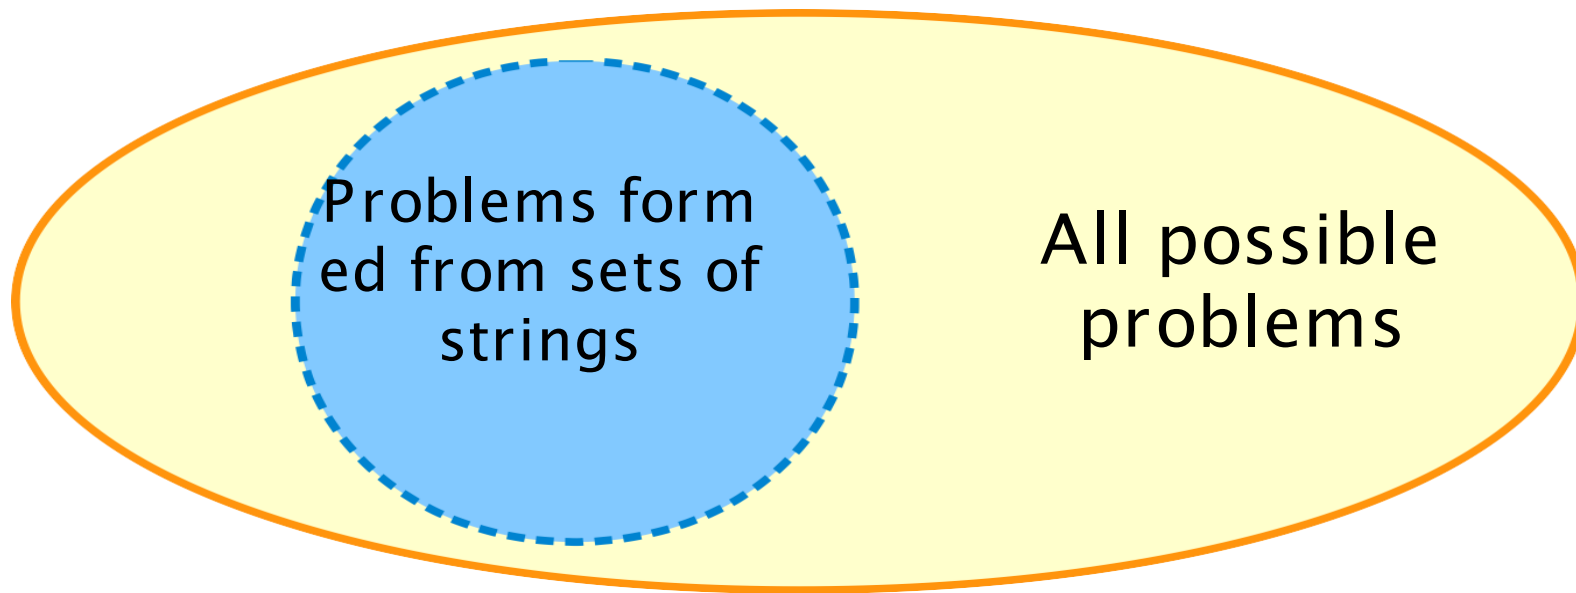 Problems form
ed from sets of
strings
All possible
problems